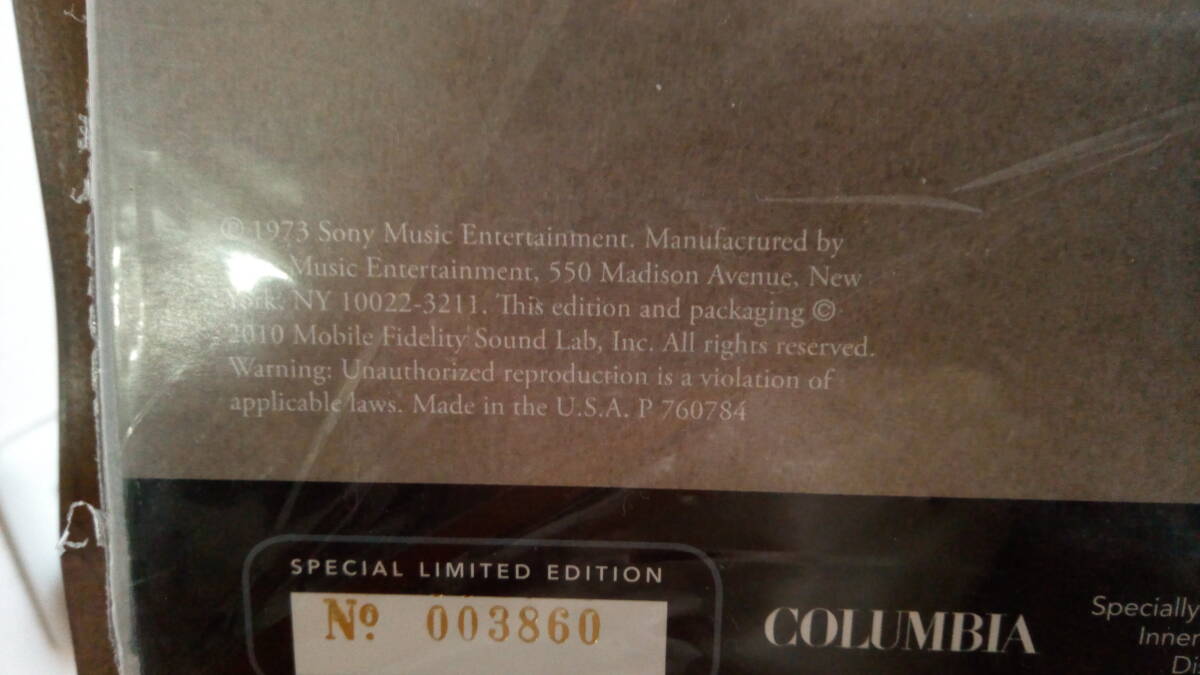 ℗ 1973 Sony Music Entertainment. Manufactured by
Music Entertainment, 550 Madison Avenue, New
York, NY 10022-3211. This edition and packaging ©
2010 Mobile Fidelity Sound Lab, Inc. All rights reserved.
Warning: Unauthorized reproduction is a violation of
applicable laws. Made in the U.S.A. P 760784
SPECIAL LIMITED EDITION
Nº 003860
COLUMBIA
Specially
Inner